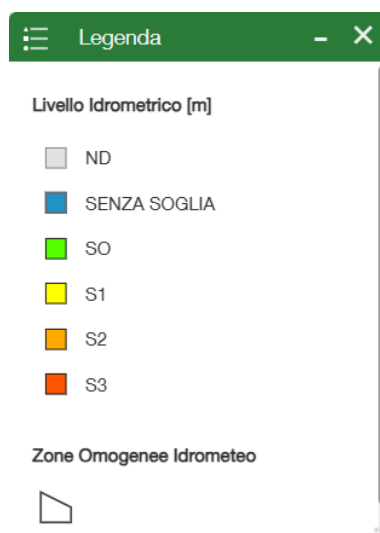 Legenda
Livello Idrometrico [m]
ND
SENZA SOGLIA
SO
S1
S2
S3
Zone Omogenee Idrometeo